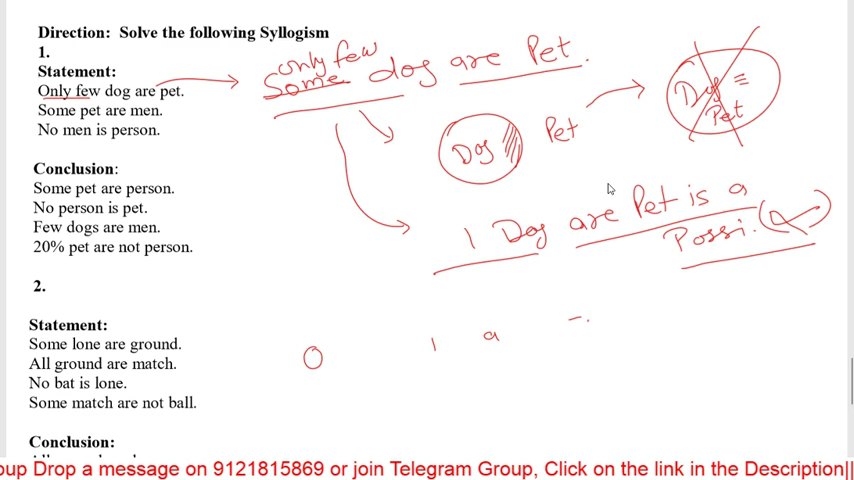 Direction: Solve the following Syllogism
1.
Statement:
Only few dog are pet.
Some pet are men.
No men is person.
Conclusion:
Some pet are person.
No person is pet.
Few dogs are men.
20% pet are not person.
2.
Statement:
Some lone are ground.
All ground are match.
No bat is lone.
Some match are not ball.
Conclusion:
only few
Some dog are Pet.
Dog
Pet
Dog
Pet
1 Dog are Pet is a
Possi.
0 1 9
oup Drop a message on 9121815869 or join Telegram Group, Click on the link in the Description||